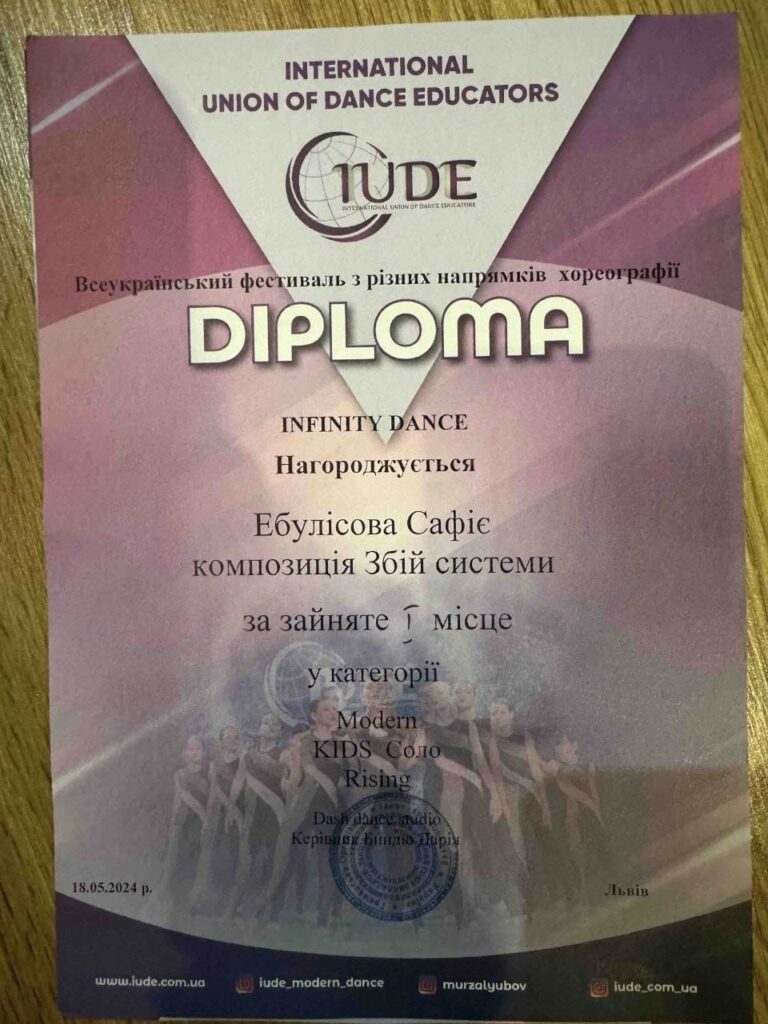 INTERNATIONAL
UNION OF DANCE EDUCATORS
IUDE
INTERNATIONAL UNION OF DANCE EDUCATORS
Всеукраїнський фестиваль з різних напрямків хореографії
DIPLOMA
INFINITY DANCE
Нагороджується
Ебулісова Сафіє
композиція Збій системи
за зайняте I місце
у категорії
Modern
KIDS Соло
Rising
Dash dance studio
Керівник Биндю Дарія
18.05.2024 р.
Львів
www.iude.com.ua
iude_modern_dance
murzalyubov
iude_com_ua